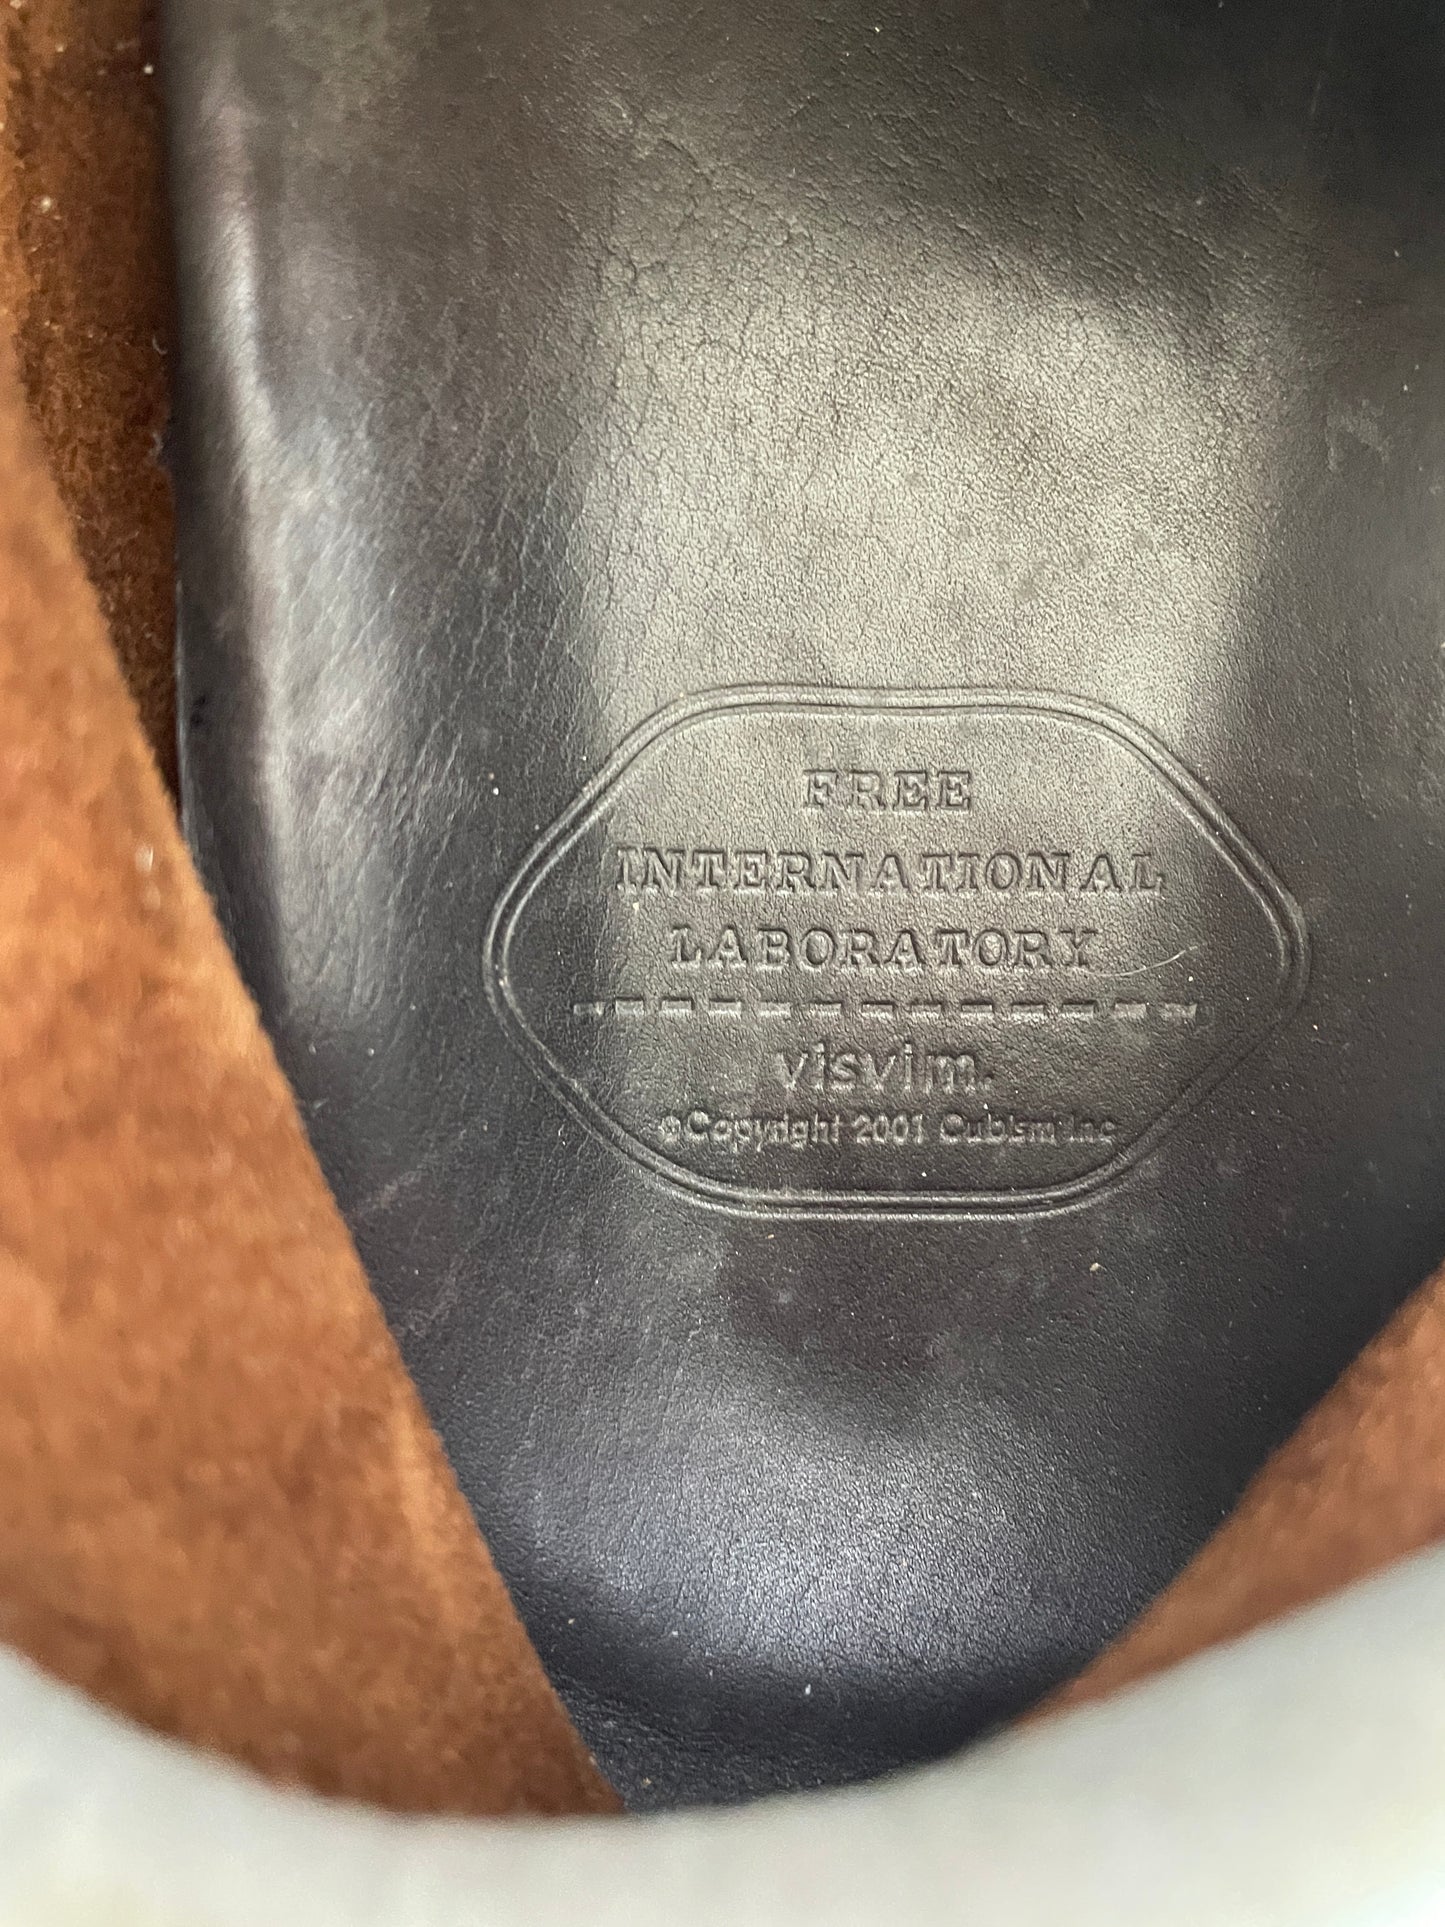 FREE
INTERNATIONAL
LABORATORY
visvim.
©Copyright 2001 Cubism Inc